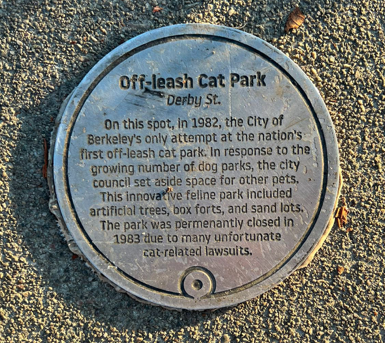 Off-leash Cat Park
Derby St.
On this spot, in 1982, the City of
Berkeley's only attempt at the nation's
first off-leash cat park. In response to the
growing number of dog parks, the city
council set aside space for other pets.
This innovative feline park included
artificial trees, box forts, and sand lots.
The park was permenantly closed in
1983 due to many unfortunate
cat-related lawsuits.